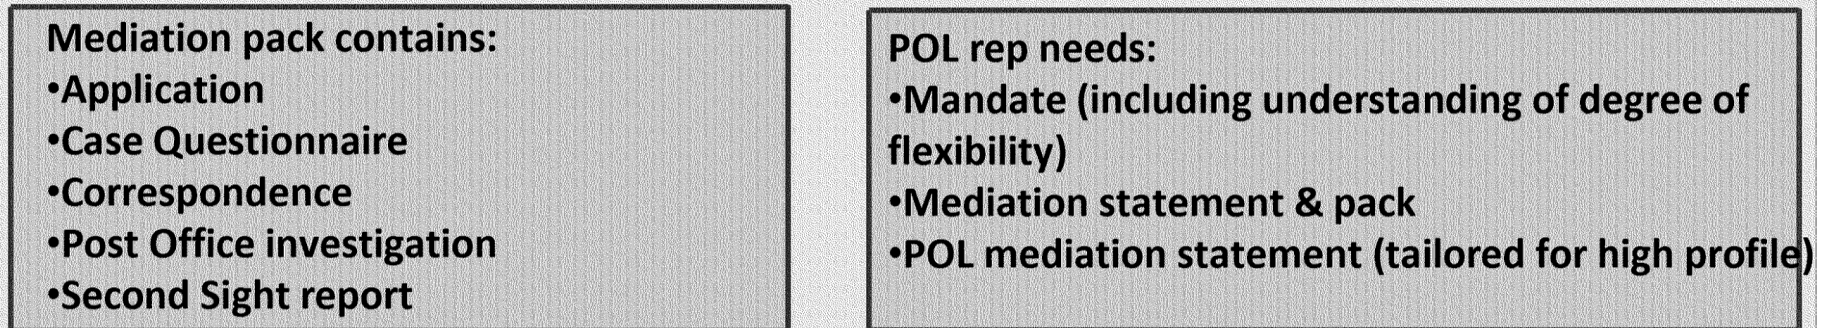 Mediation pack contains:
•Application
•Case Questionnaire
•Correspondence
•Post Office investigation
•Second Sight report
POL rep needs:
•Mandate (including understanding of degree of
flexibility)
•Mediation statement & pack
•POL mediation statement (tailored for high profile)